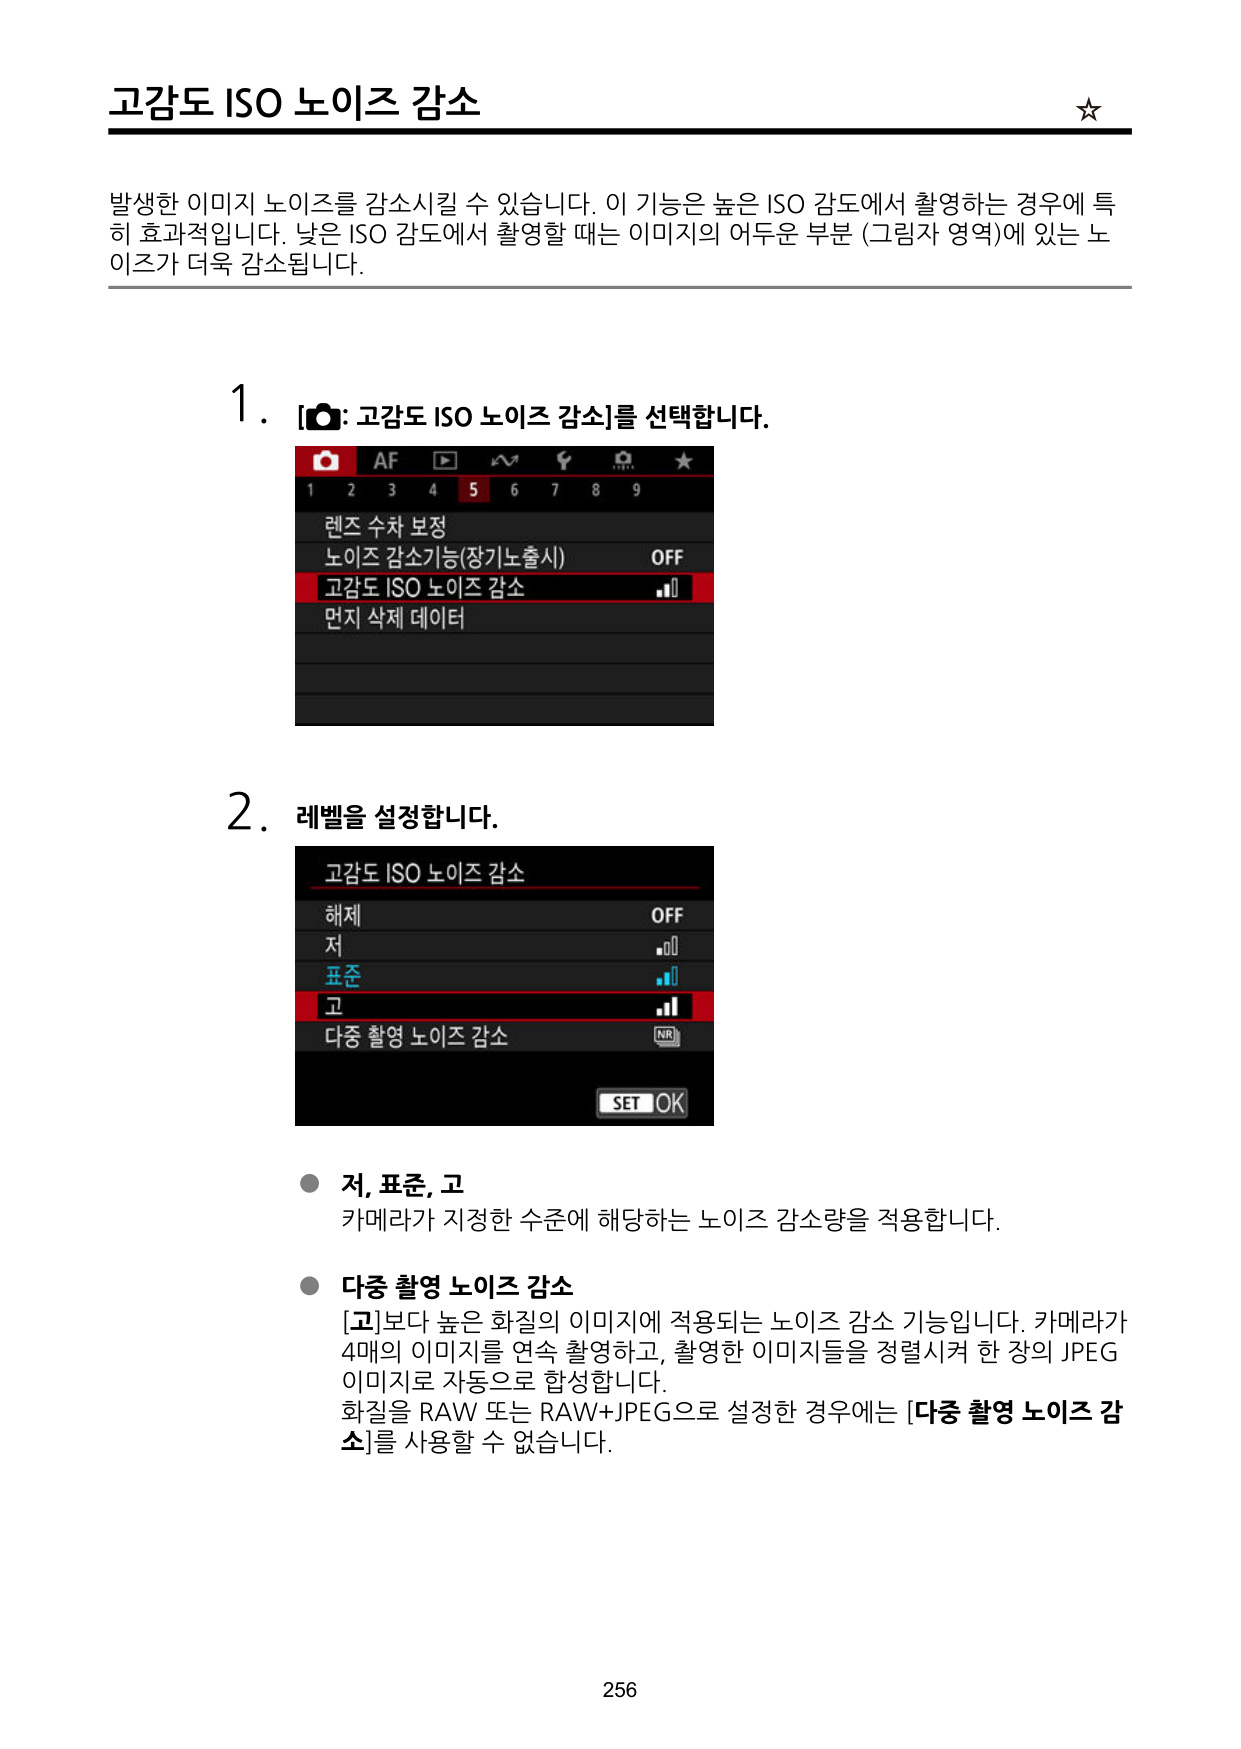 고감도 ISO 노이즈 감소 ☆
발생한 이미지 노이즈를 감소시킬 수 있습니다. 이 기능은 높은 ISO 감도에서 촬영하는 경우에 특
히 효과적입니다. 낮은 ISO 감도에서 촬영할 때는 이미지의 어두운 부분 (그림자 영역)에 있는 노
이즈가 더욱 감소됩니다.
1. [: 고감도 ISO 노이즈 감소]를 선택합니다.
AF
1 2 3 4 5 6 7 8 9
렌즈 수차 보정
노이즈 감소기능(장기노출시) OFF
고감도 ISO 노이즈 감소
먼지 삭제 데이터
2. 레벨을 설정합니다.
고감도 ISO 노이즈 감소
해제 OFF
저
표준
고
다중 촬영 노이즈 감소 NR
SET OK
● 저, 표준, 고
카메라가 지정한 수준에 해당하는 노이즈 감소량을 적용합니다.
● 다중 촬영 노이즈 감소
[고]보다 높은 화질의 이미지에 적용되는 노이즈 감소 기능입니다. 카메라가
4매의 이미지를 연속 촬영하고, 촬영한 이미지들을 정렬시켜 한 장의 JPEG
이미지로 자동으로 합성합니다.
화질을 RAW 또는 RAW+JPEG으로 설정한 경우에는 [다중 촬영 노이즈 감
소]를 사용할 수 없습니다.
256